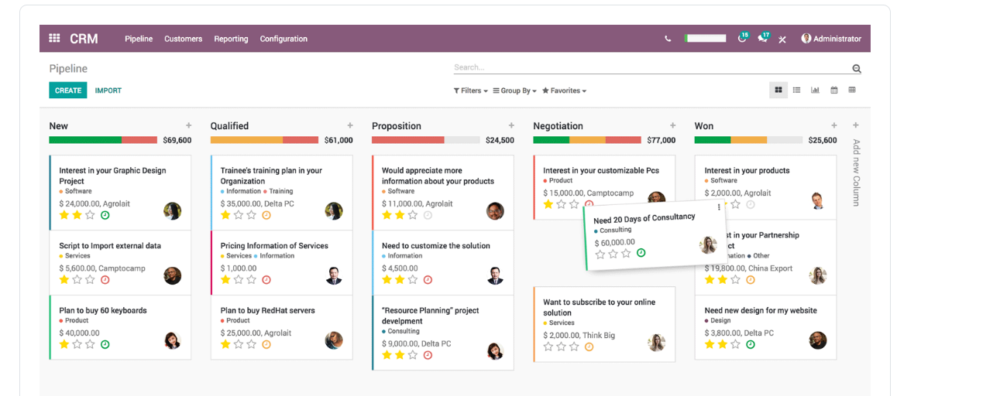 CRM Pipeline Customers Reporting Configuration 15 17 Administrator
Pipeline
Search...
CREATE IMPORT
Filters Group By Favorites
New
$69,600
Interest in your Graphic Design
Project
Software
$ 24,000.00, Agrolait
Script to Import external data
Services
$ 5,600.00, Camptocamp
Plan to buy 60 keyboards
Product
$ 40,000.00
Qualified
$61,000
Trainee's training plan in your
Organization
Information Training
$ 35,000.00, Delta PC
Pricing Information of Services
Services Information
$ 1,000.00
Plan to buy RedHat servers
Product
$ 25,000.00, Agrolait
Proposition
$24,500
Would appreciate more
information about your products
Software
$ 11,000.00, Agrolait
Need to customize the solution
Information
$ 4,500.00
“Resource Planning” project
develpment
Consulting
$ 9,000.00, Delta PC
Negotiation
$77,000
Interest in your customizable Pcs
Product
$ 15,000.00, Camptocamp
Need 20 Days of Consultancy
Consulting
$ 60,000.00
Want to subscribe to your online
solution
Services
$ 2,000.00, Think Big
Won
$25,600
Interest in your products
Software
$ 2,000.00, Agrolait
st in your Partnership
ct
nation Other
$ 19,800.00, China Export
Need new design for my website
Design
$ 3,800.00, Delta PC
Add new Column